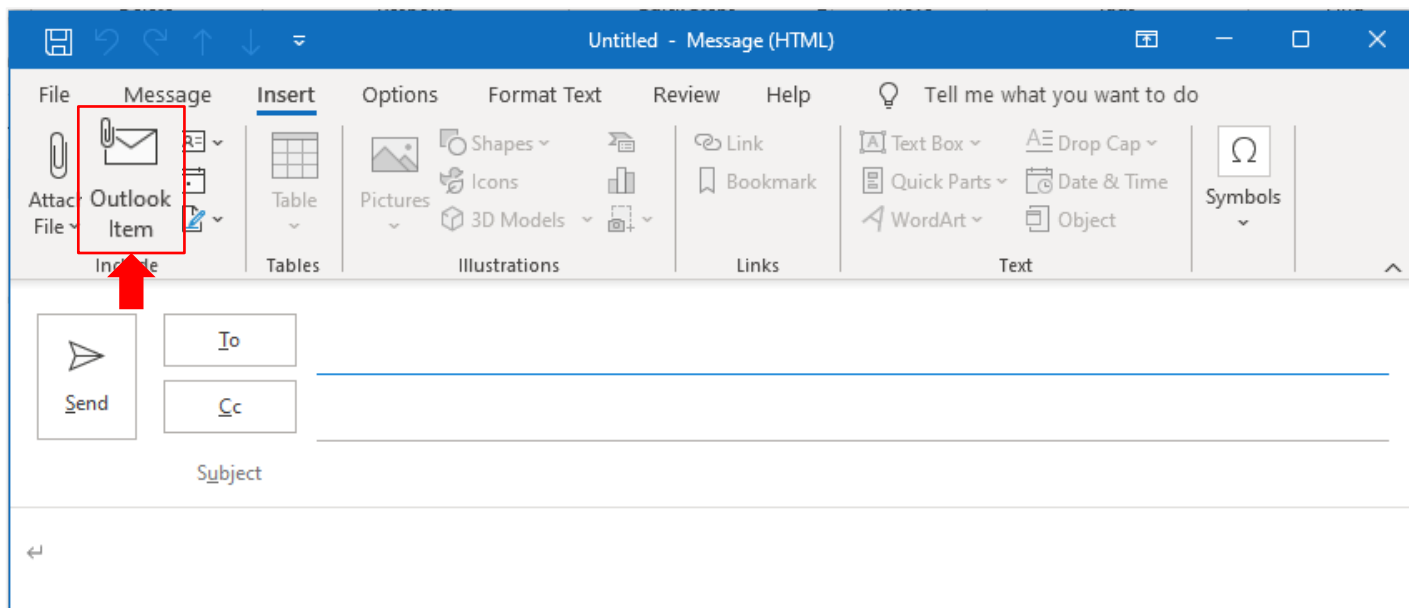 Untitled - Message (HTML)
File Message Insert Options Format Text Review Help Tell me what you want to do
Outlook
Item
File
Table
Pictures
Shapes
Icons
3D Models
Link
Bookmark
Text Box
Quick Parts
WordArt
Drop Cap
Date & Time
Object
Ω
Symbols
Tables Illustrations Links Text
To
Send
Cc
Subject